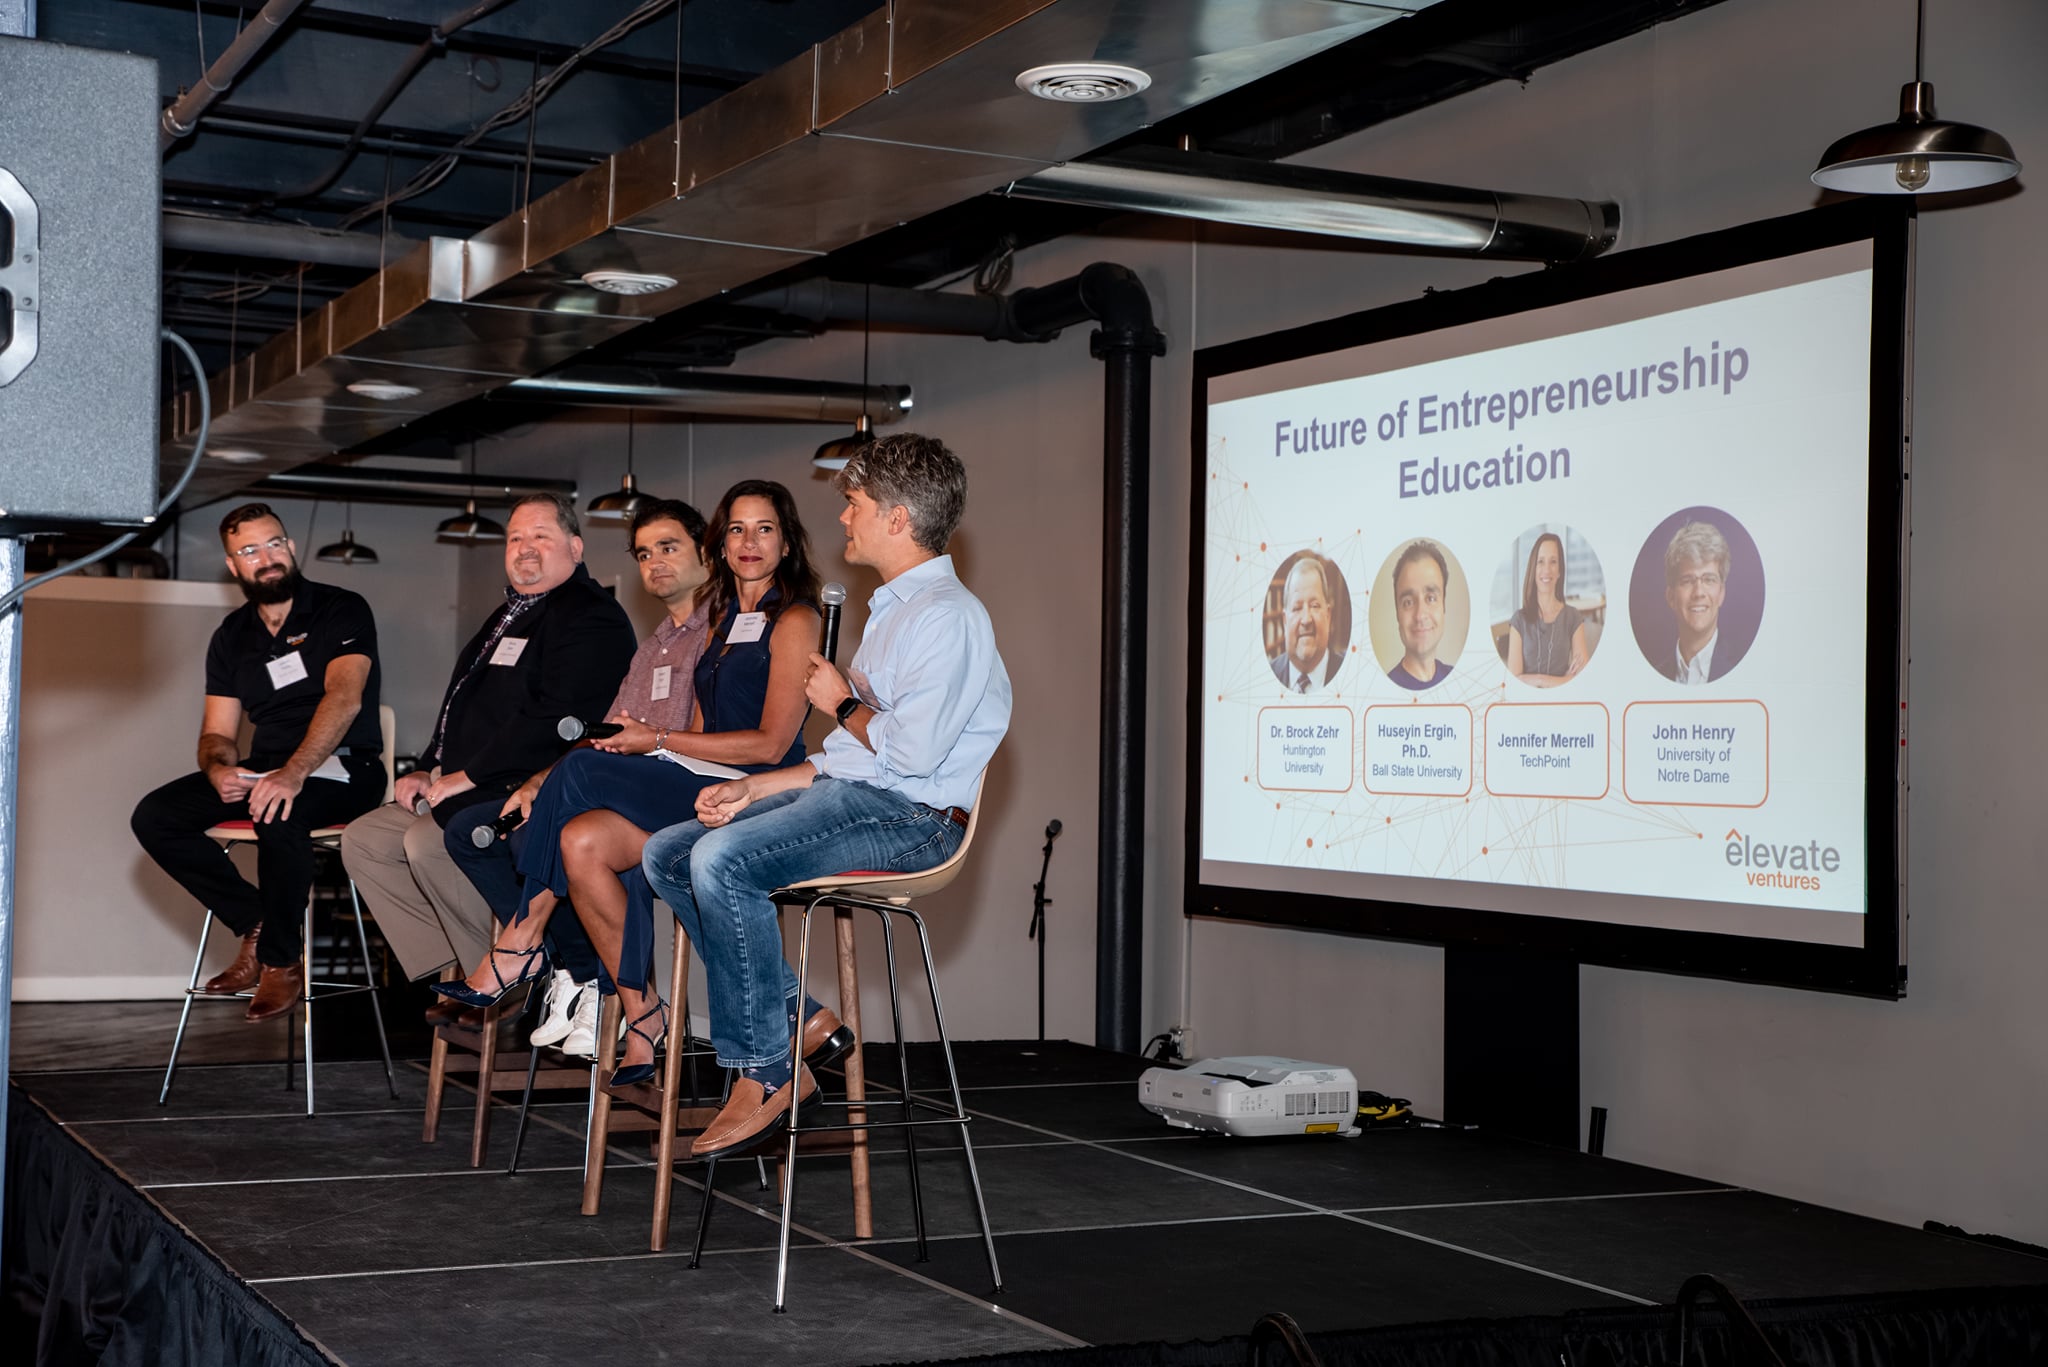 Future of Entrepreneurship
Education
Dr. Brock Zehr
Huntington
University
Huseyin Ergin,
Ph.D.
Ball State University
Jennifer Merrell
TechPoint
John Henry
University of
Notre Dame
êlevate
ventures